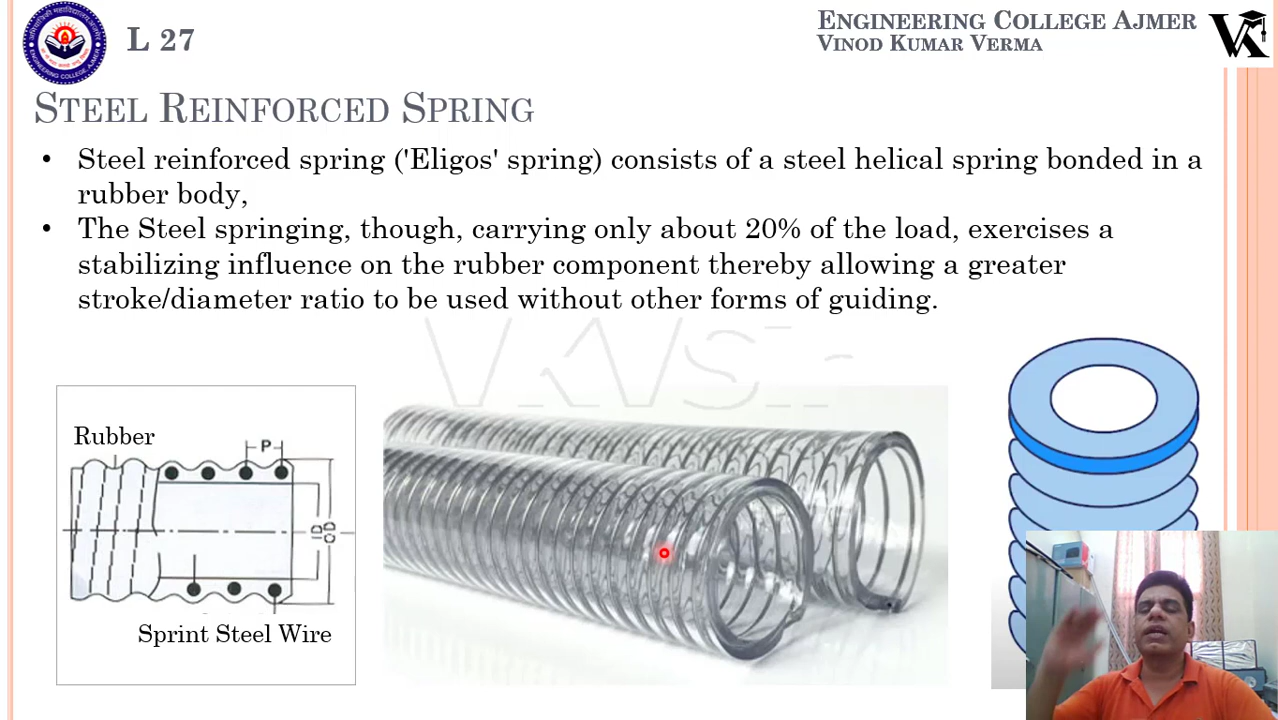 L 27
ENGINEERING COLLEGE AJMER
VINOD KUMAR VERMA
STEEL REINFORCED SPRING
• Steel reinforced spring ('Eligos' spring) consists of a steel helical spring bonded in a
rubber body,
• The Steel springing, though, carrying only about 20% of the load, exercises a
stabilizing influence on the rubber component thereby allowing a greater
stroke/diameter ratio to be used without other forms of guiding.
Rubber
P
ID
OD
Sprint Steel Wire